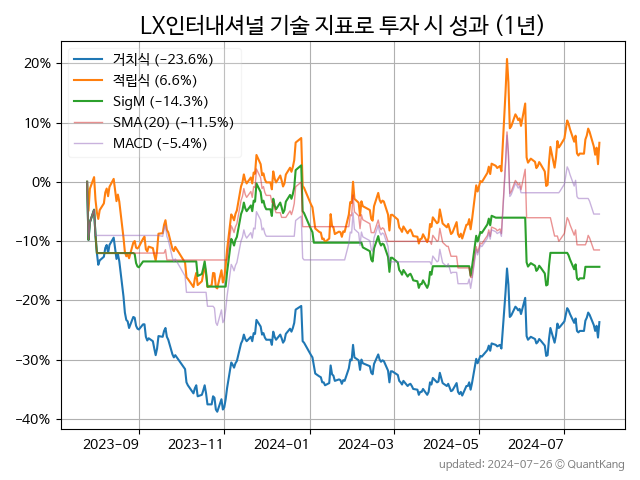 LX인터내셔널 기술 지표로 투자 시 성과 (1년)
거치식 (−23.6%)
적립식 (6.6%)
SigM (−14.3%)
SMA(20) (−11.5%)
MACD (−5.4%)
20%
10%
0%
−10%
−20%
−30%
−40%
2023−09 2023−11 2024−01 2024−03 2024−05 2024−07
updated: 2024−07−26 © QuantKang